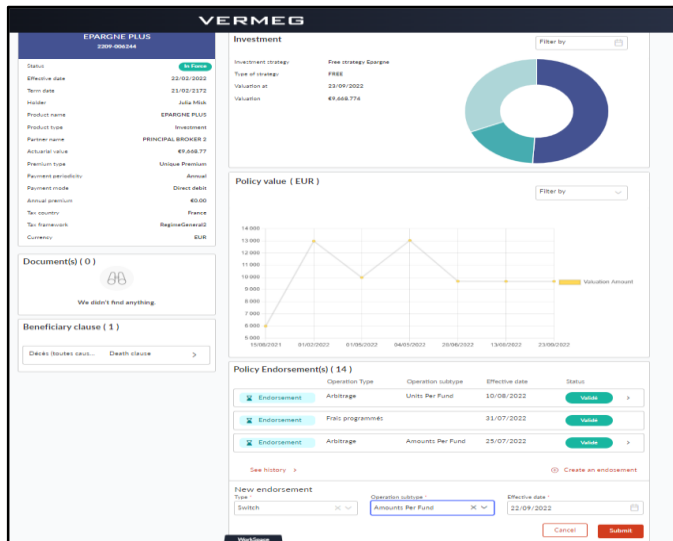 VERMEG
EPARGNE PLUS
2209-006244
Status In Force
Effective date 22/02/2022
Term date 21/02/2172
Holder Julia Misk
Product name EPARGNE PLUS
Product type Investment
Partner name PRINCIPAL BROKER 2
Actuarial value €9,668.77
Premium type Unique Premium
Payment periodicity Annual
Payment mode Direct debit
Annual premium €0.00
Tax country France
Tax framework RegimeGeneral2
Currency EUR
Document(s) ( 0 )
We didn't find anything.
Beneficiary clause ( 1 )
Décès (toutes caus... Death clause >
Investment
Filter by
Investment strategy Free strategy Epargne
Type of strategy FREE
Valuation at 23/09/2022
Valuation €9,668.774
Policy value ( EUR )
Filter by
14 000
13 000
12 000
11 000
10 000
9 000
8 000
7 000
6 000
5 000
01/02/2022 01/05/2022 04/05/2022 20/06/2022 13/08/2022 23/09/2022
Valuation Amount
Policy Endorsement(s) ( 14 )
Operation Type Operation subtype Effective date Status
Endorsement Arbitrage Units Per Fund 10/08/2022 Validé >
Endorsement Frais programmés 31/07/2022 Validé
Endorsement Arbitrage Amounts Per Fund 25/07/2022 Validé >
See history > Create an endosement
New endorsement
Type * Operation subtype * Effective date *
Switch Amounts Per Fund 22/09/2022
Cancel Submit
WorkSpace